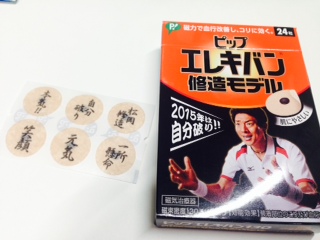 本気!!
自分
破り
松岡
修造
笑顔
元気
一所
懸命
磁力で血行改善し、コリに効く。
24粒
ピップ
エレキバン
修造モデル
2015年は
自分破り!!
肌にやさしい
磁気治療器